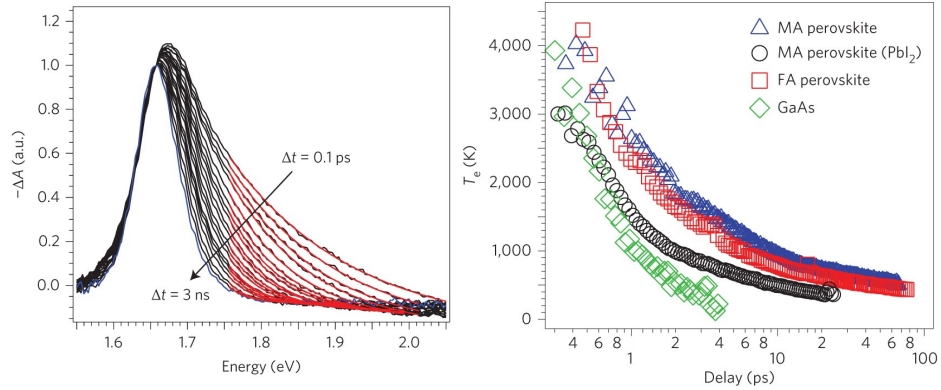 1.2
1.0
0.8
0.6
0.4
0.2
0.0
−ΔA (a.u.)
Δt = 0.1 ps
Δt = 3 ns
1.6 1.7 1.8 1.9 2.0
Energy (eV)
4,000
3,000
2,000
1,000
0
Tₑ (K)
MA perovskite
MA perovskite (PbI₂)
FA perovskite
GaAs
4 6 8 1 2 4 6 8 10 2 4 6 8 100
Delay (ps)